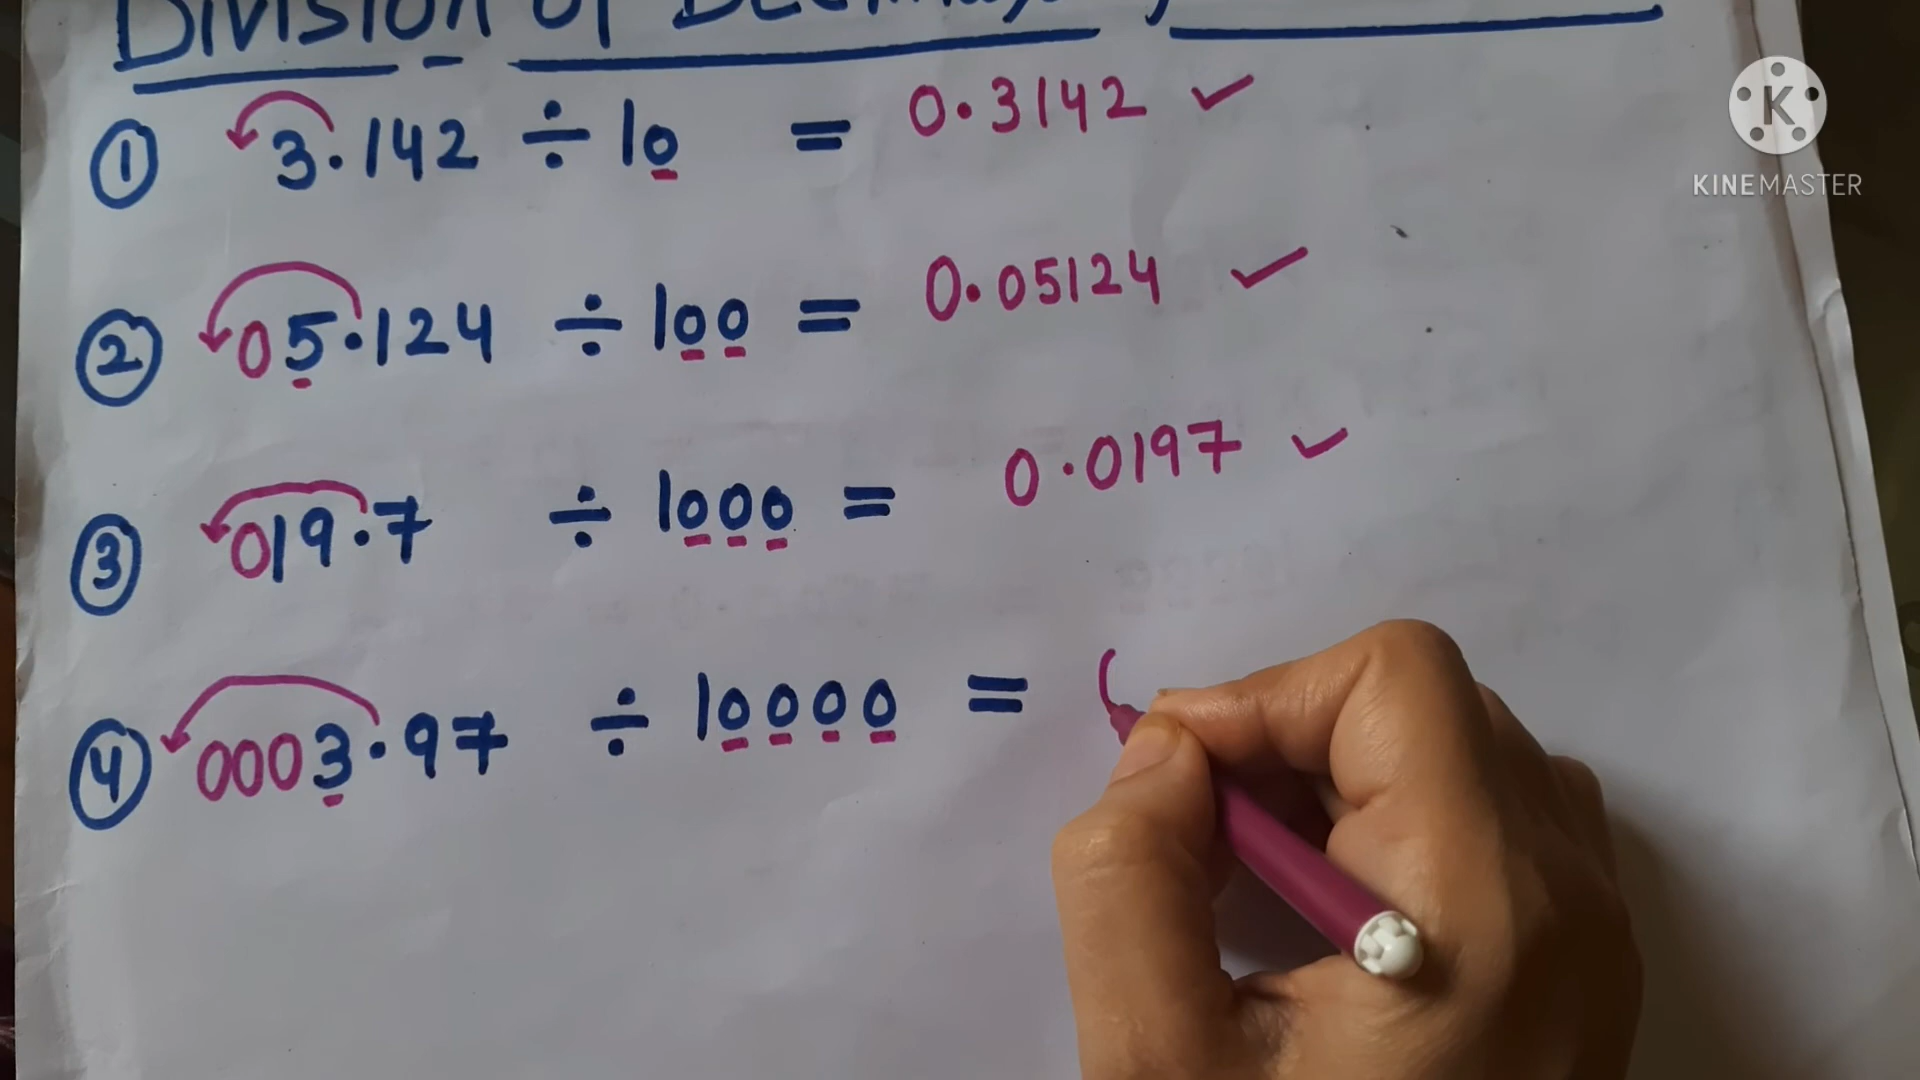 Division of Decimals
① 3.142 ÷ 10 = 0.3142 ✓
② 05.124 ÷ 100 = 0.05124 ✓
③ 019.7 ÷ 1000 = 0.0197 ✓
④ 0003.97 ÷ 10000 =
K
KINEMASTER